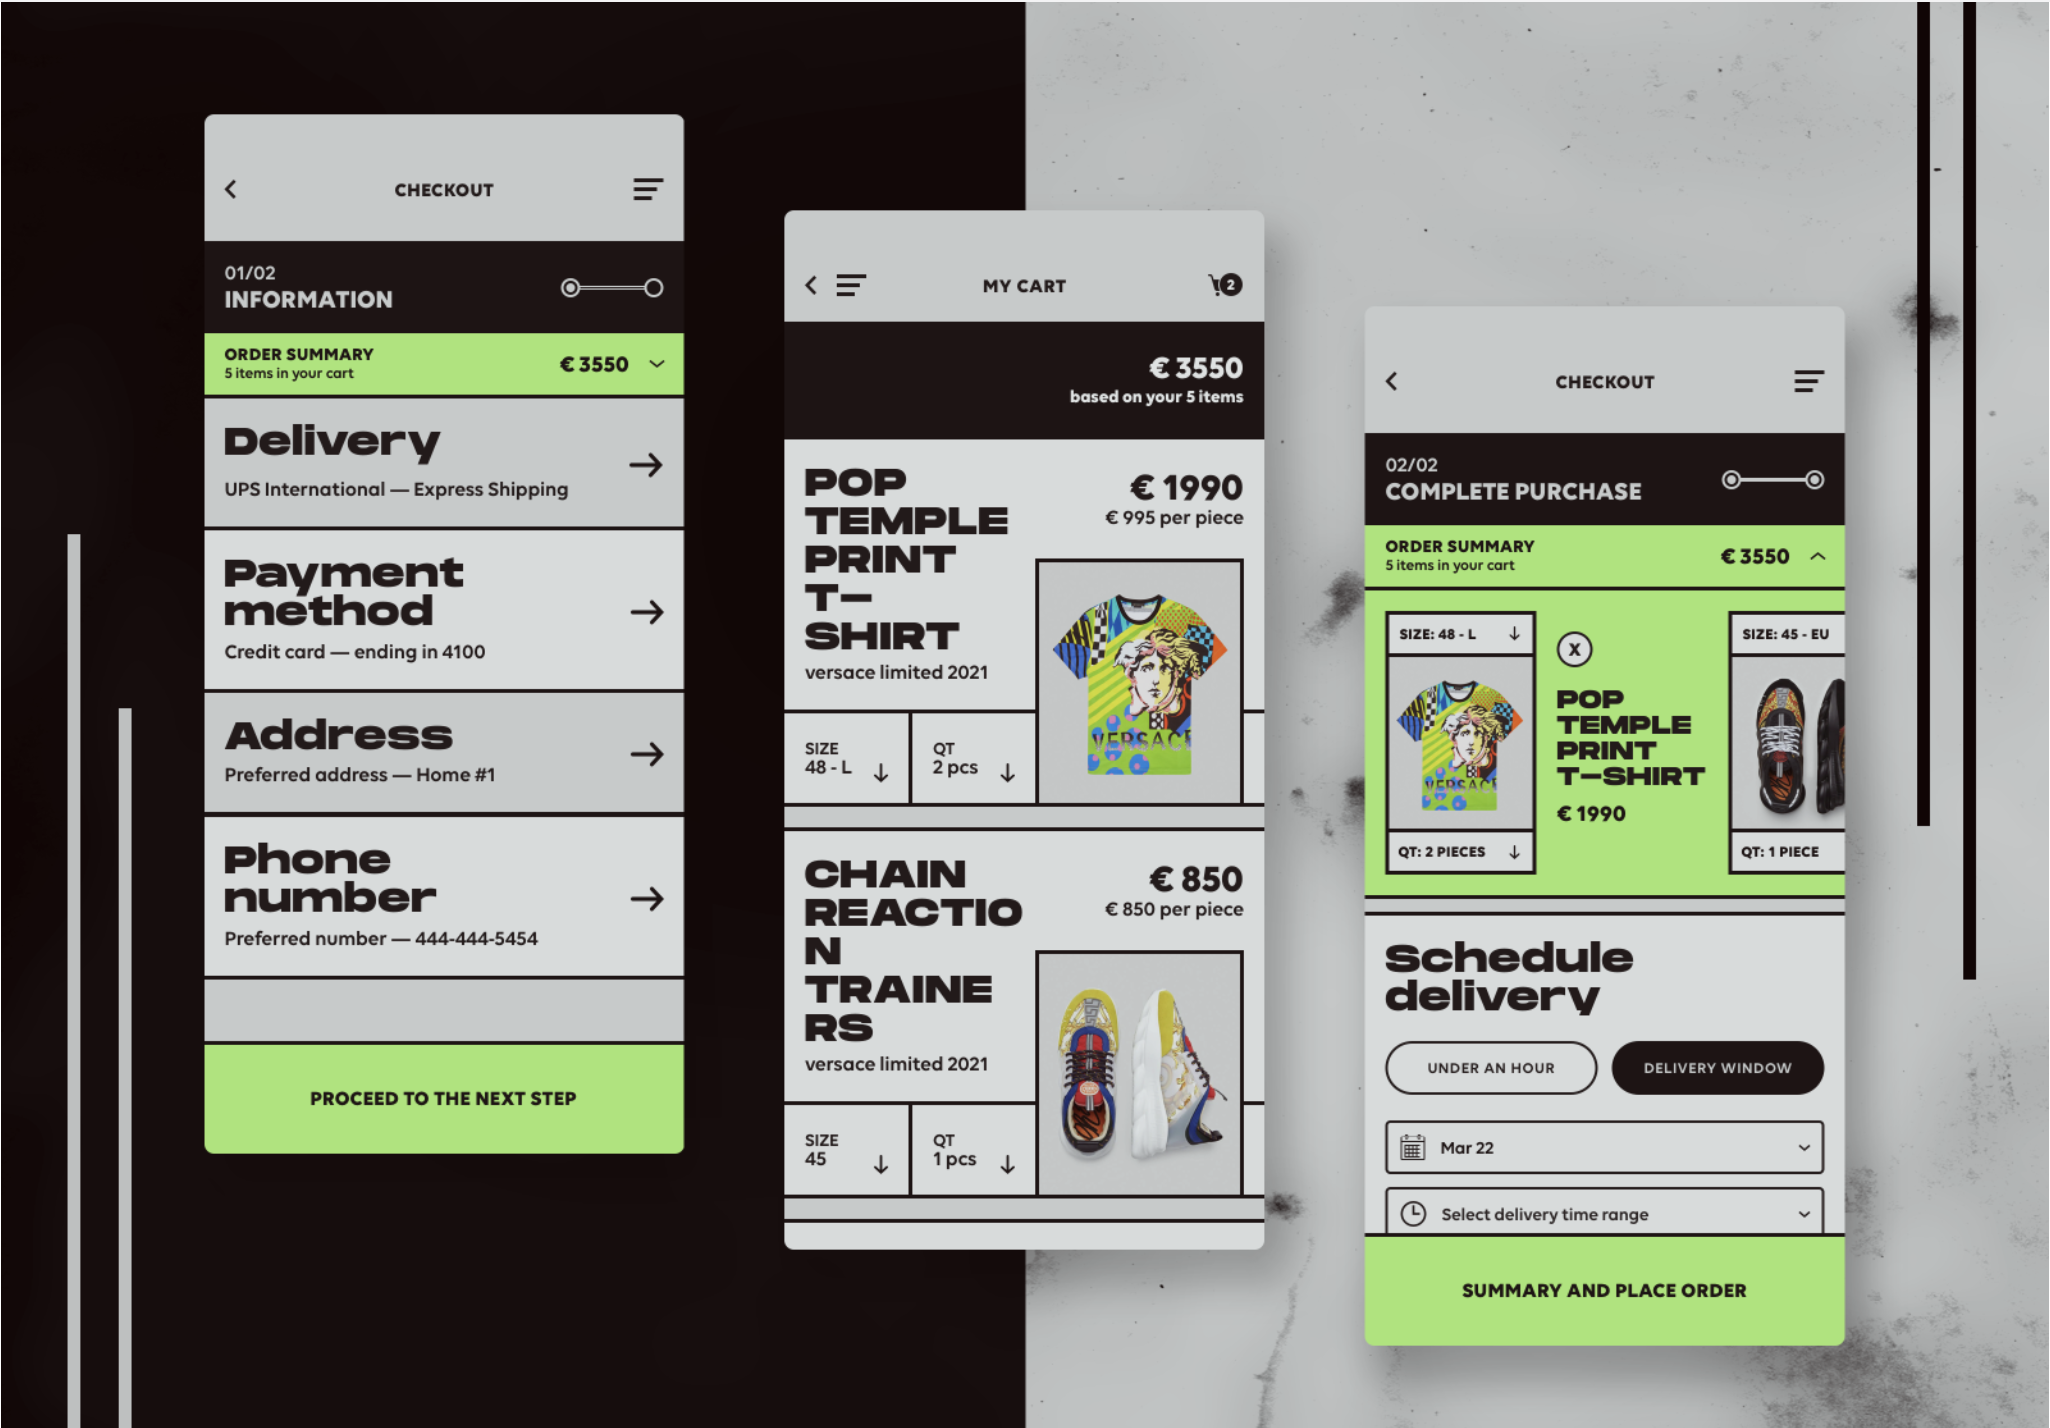 CHECKOUT
01/02
INFORMATION
ORDER SUMMARY
5 items in your cart
€ 3550
Delivery
UPS International — Express Shipping
Payment
method
Credit card — ending in 4100
Address
Preferred address — Home #1
Phone
number
Preferred number — 444-444-5454
PROCEED TO THE NEXT STEP
MY CART
2
€ 3550
based on your 5 items
POP
TEMPLE
PRINT
T–
SHIRT
versace limited 2021
€ 1990
€ 995 per piece
VERSACE
SIZE
48 - L
QT
2 pcs
CHAIN
REACTIO
N
TRAINE
RS
versace limited 2021
€ 850
€ 850 per piece
SIZE
45
QT
1 pcs
CHECKOUT
02/02
COMPLETE PURCHASE
ORDER SUMMARY
5 items in your cart
€ 3550
SIZE: 48 - L
VERSACE
QT: 2 PIECES
X
POP
TEMPLE
PRINT
T–SHIRT
€ 1990
SIZE: 45 - EU
QT: 1 PIECE
Schedule
delivery
UNDER AN HOUR
DELIVERY WINDOW
Mar 22
Select delivery time range
SUMMARY AND PLACE ORDER